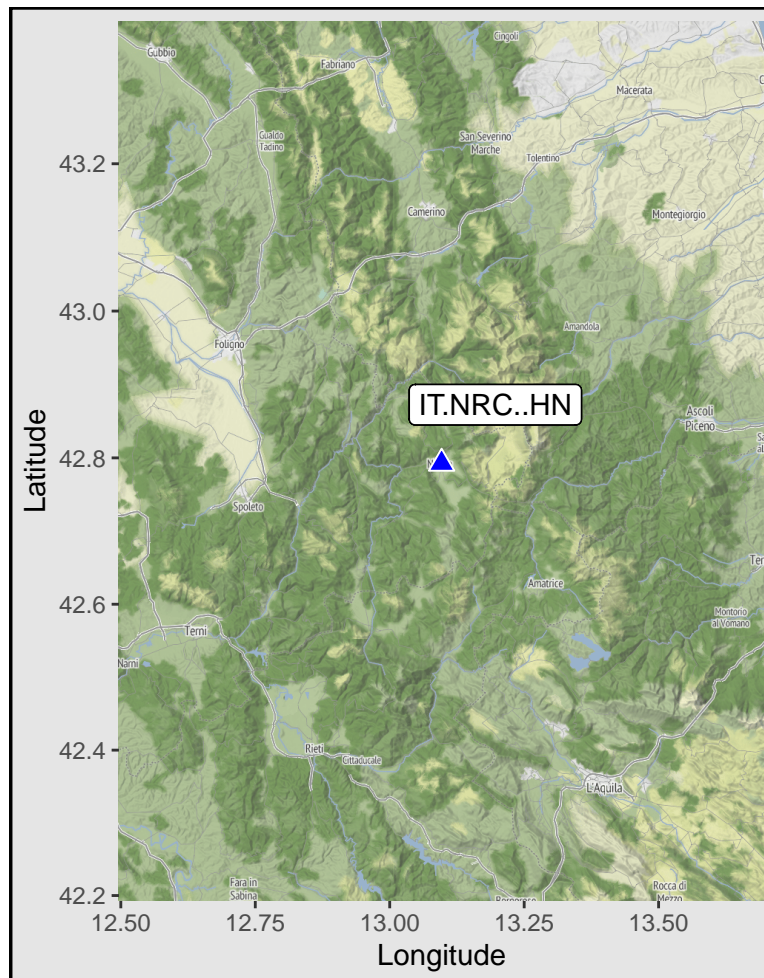 Cingoli
Gubbio
Fabriano
Macerata
Gualdo
Tadino
San Severino
Marche
Tolentino
43.2
Camerino
Montegiorgio
43.0
Amandola
Foligno
IT.NRC..HN
Ascoli
Piceno
Latitude
42.8
Spoleto
Amatrice
42.6
Terni
Montorio
al Vomano
Narni
42.4
Rieti
Cittaducale
L'Aquila
Fara in
Sabina
Rocca di
Mezzo
42.2
12.50
12.75
13.00
13.25
13.50
Longitude